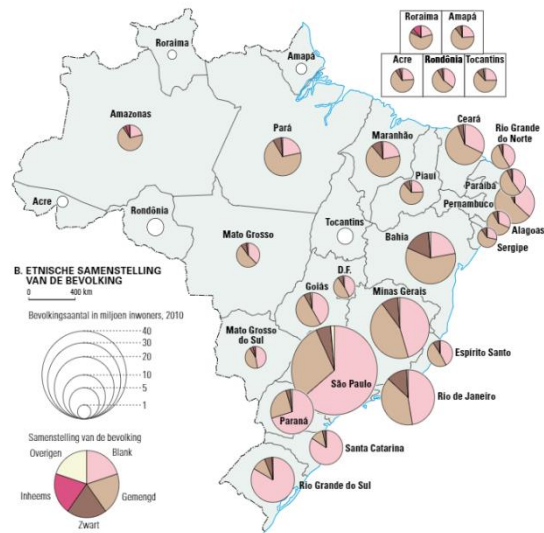 Roraima
Amapá
Acre
Rondônia
Tocantins
Roraima
Amapá
Amazonas
Pará
Maranhão
Ceará
Rio Grande
do Norte
Piauí
Paraíba
Pernambuco
Acre
Rondônia
Tocantins
Alagoas
Sergipe
Mato Grosso
Bahia
B. ETNISCHE SAMENSTELLING
VAN DE BEVOLKING
0 400 km
D.F.
Goiás
Minas Gerais
Bevolkingsaantal in miljoen inwoners, 2010
40
30
20
10
5
1
Mato Grosso
do Sul
Espírito Santo
São Paulo
Rio de Janeiro
Paraná
Samenstelling van de bevolking
Overigen
Blank
Inheems
Gemengd
Zwart
Santa Catarina
Rio Grande do Sul